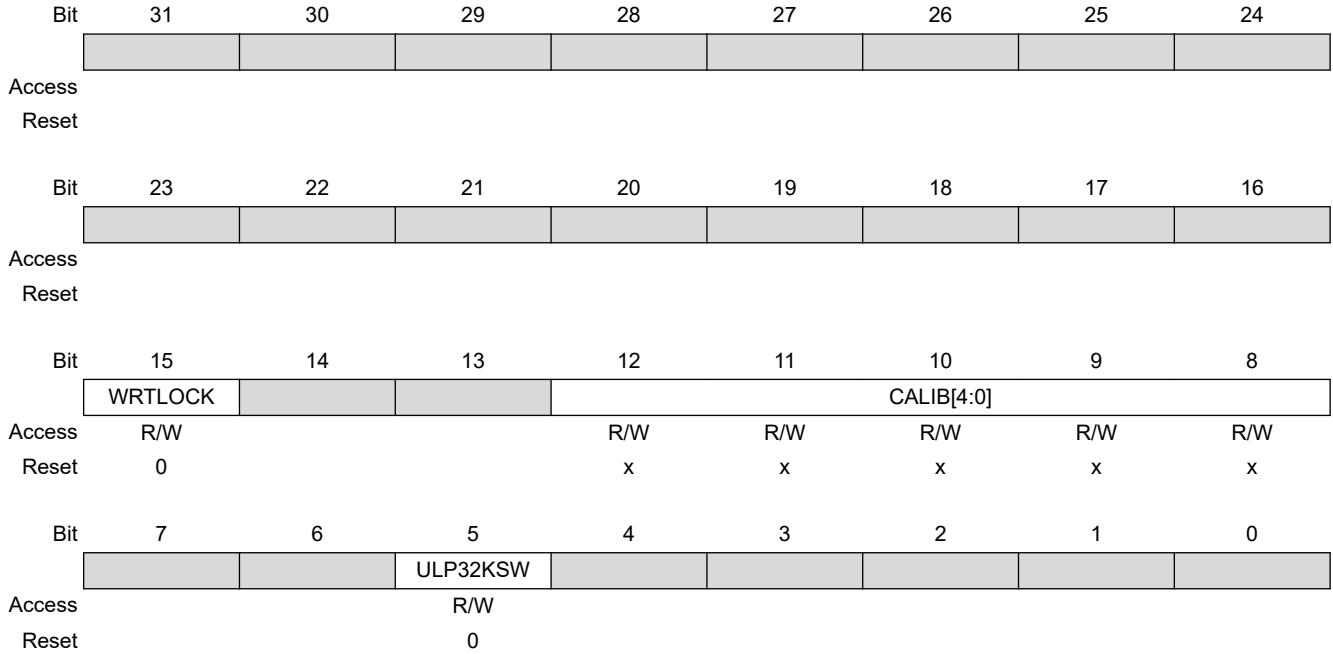 Bit 31 30 29 28 27 26 25 24
Access
Reset
Bit 23 22 21 20 19 18 17 16
Access
Reset
Bit 15 14 13 12 11 10 9 8
WRTLOCK CALIB[4:0]
Access R/W R/W R/W R/W R/W R/W
Reset 0 x x x x x
Bit 7 6 5 4 3 2 1 0
ULP32KSW
Access R/W
Reset 0